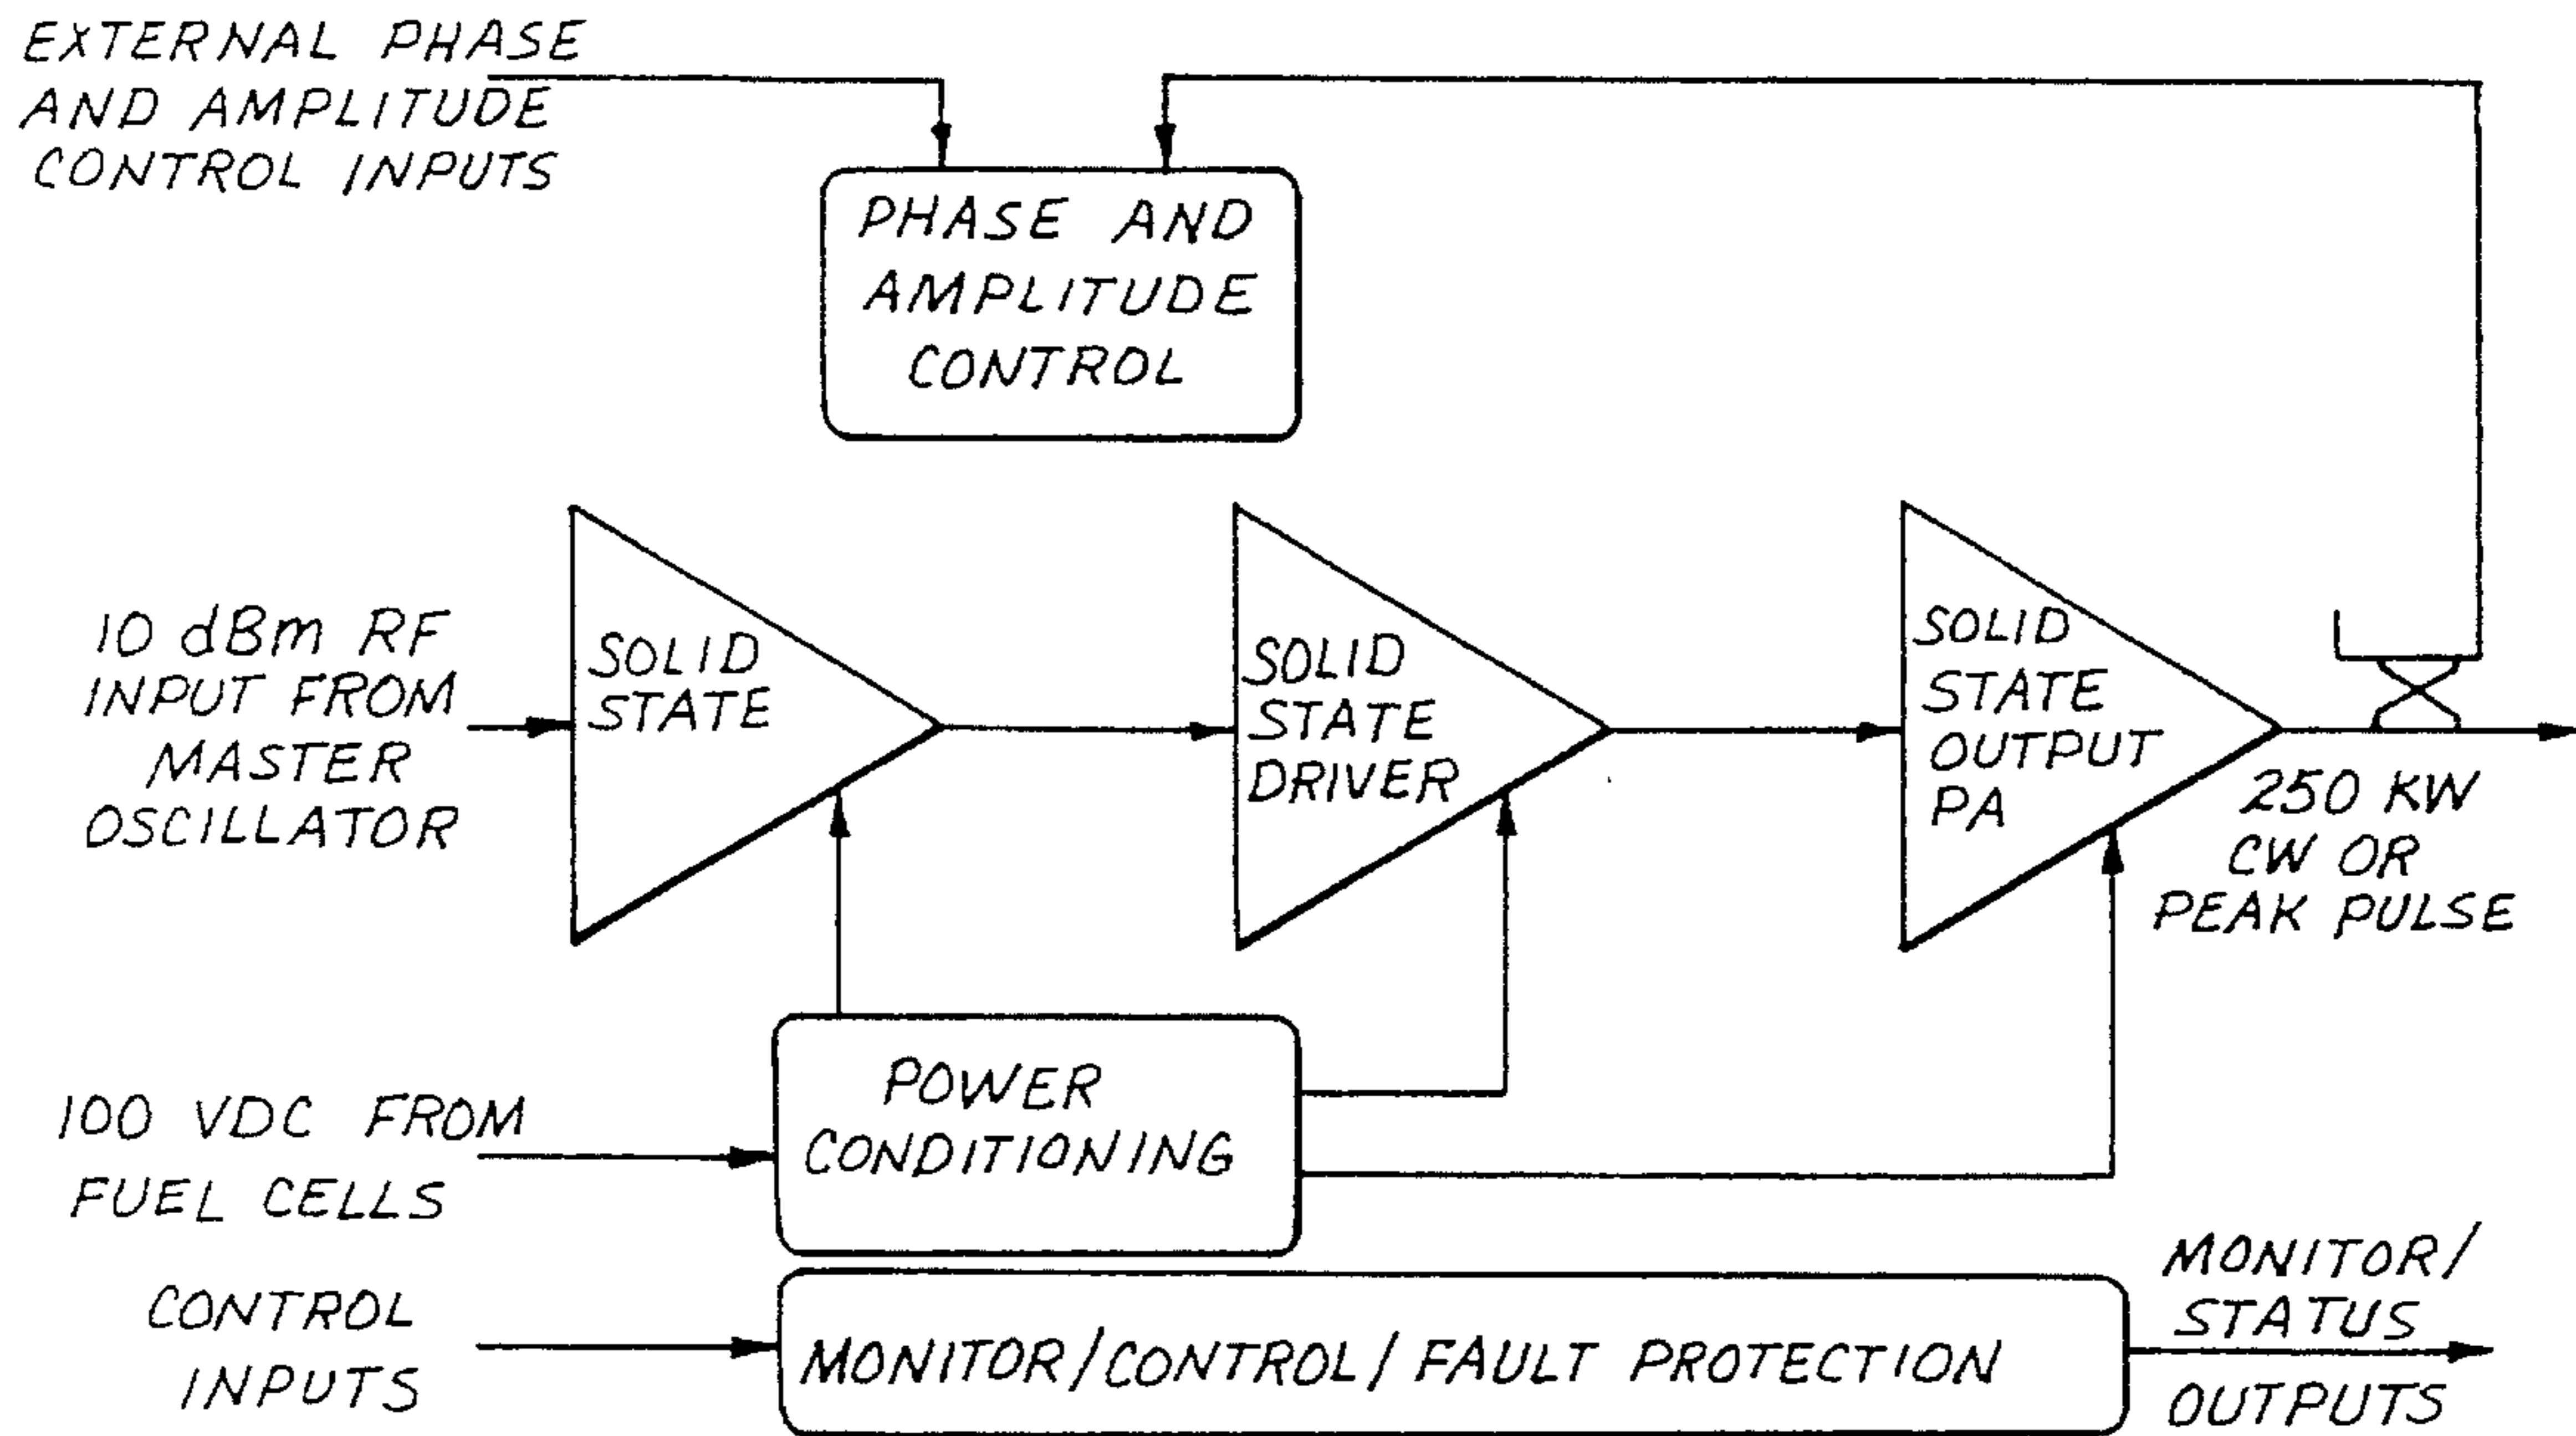 EXTERNAL PHASE
AND AMPLITUDE
CONTROL INPUTS
PHASE AND
AMPLITUDE
CONTROL
10 dBm RF
INPUT FROM
MASTER
OSCILLATOR
SOLID
STATE
SOLID
STATE
DRIVER
SOLID
STATE
OUTPUT
PA
250 KW
CW OR
PEAK PULSE
100 VDC FROM
FUEL CELLS
POWER
CONDITIONING
CONTROL
INPUTS
MONITOR/CONTROL/FAULT PROTECTION
MONITOR/
STATUS
OUTPUTS